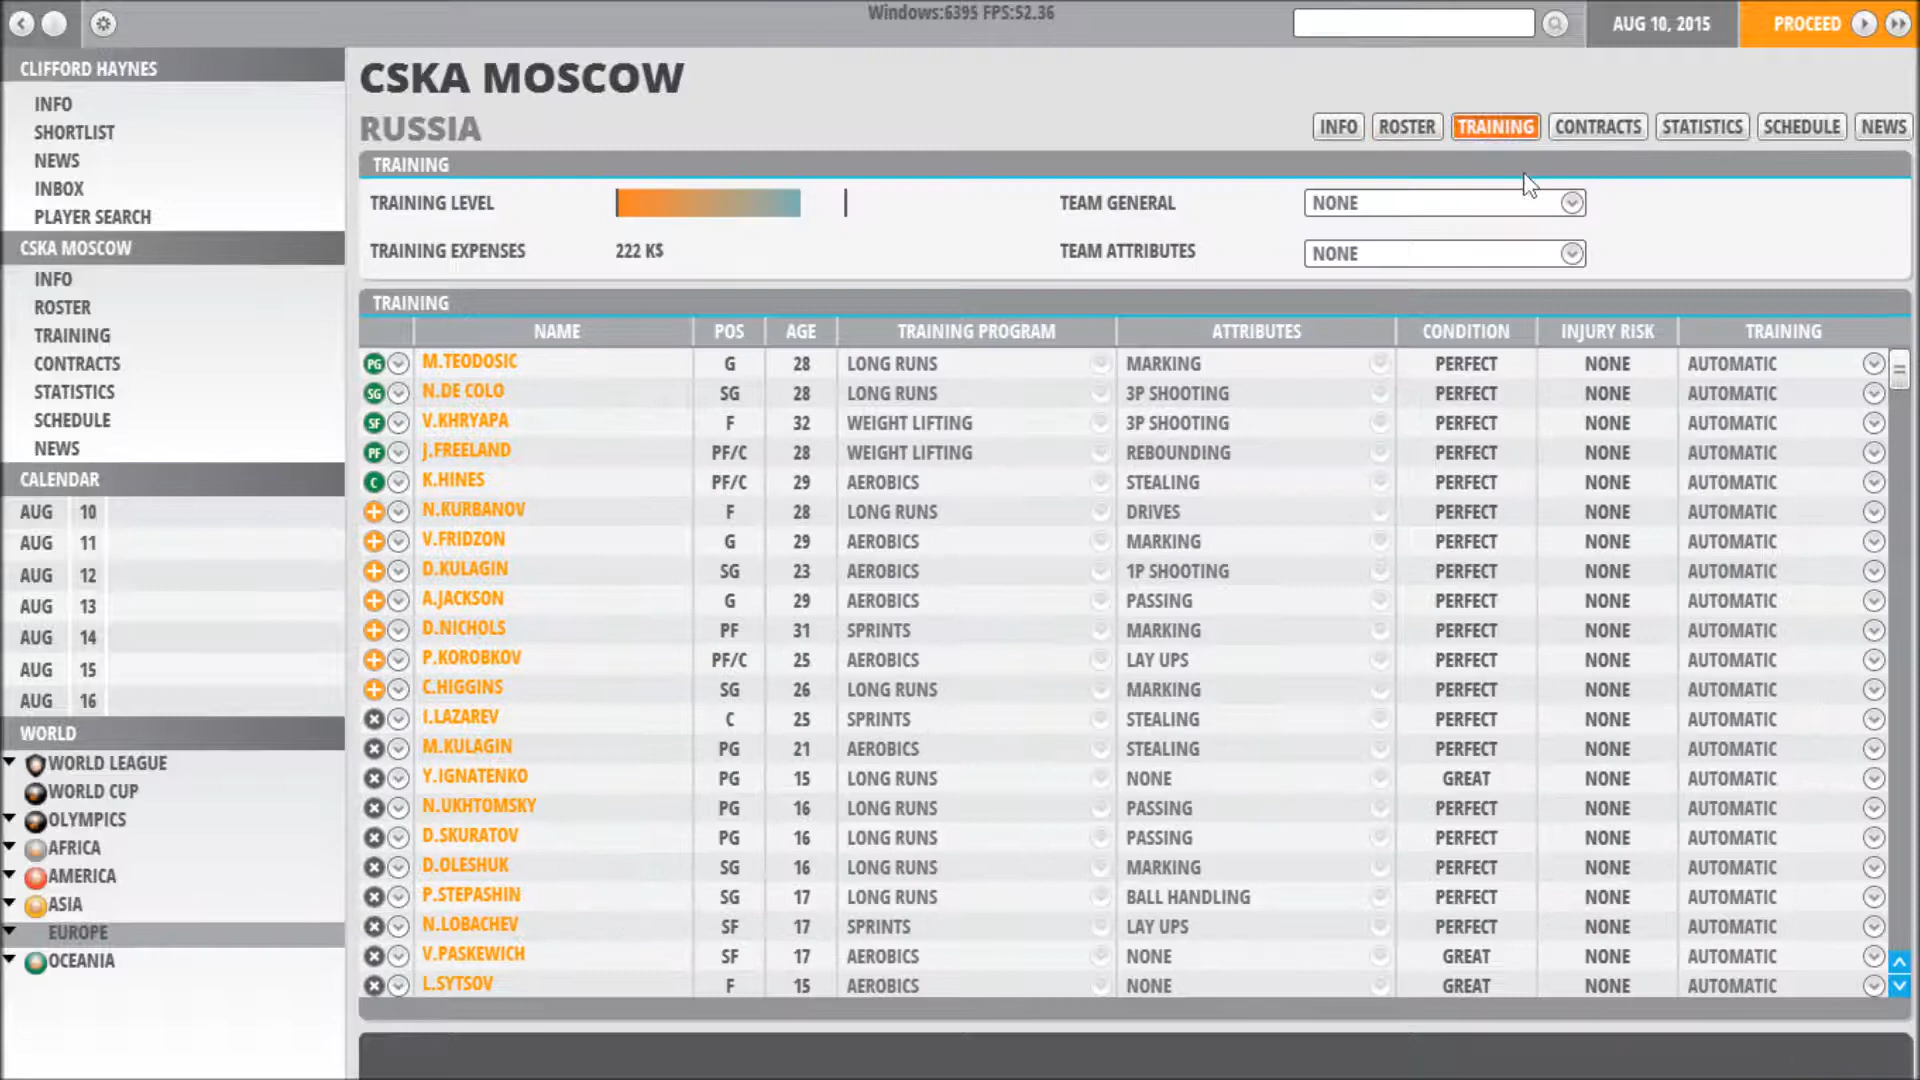 Windows:6395 FPS:52.36
AUG 10, 2015
PROCEED
CLIFFORD HAYNES
INFO
SHORTLIST
NEWS
INBOX
PLAYER SEARCH
CSKA MOSCOW
INFO
ROSTER
TRAINING
CONTRACTS
STATISTICS
SCHEDULE
NEWS
CALENDAR
AUG 10
AUG 11
AUG 12
AUG 13
AUG 14
AUG 15
AUG 16
WORLD
WORLD LEAGUE
WORLD CUP
OLYMPICS
AFRICA
AMERICA
ASIA
EUROPE
OCEANIA
CSKA MOSCOW
RUSSIA
INFO ROSTER TRAINING CONTRACTS STATISTICS SCHEDULE NEWS
TRAINING
TRAINING LEVEL TEAM GENERAL NONE
TRAINING EXPENSES 222 K$ TEAM ATTRIBUTES NONE
TRAINING
NAME POS AGE TRAINING PROGRAM ATTRIBUTES CONDITION INJURY RISK TRAINING
PG M.TEODOSIC G 28 LONG RUNS MARKING PERFECT NONE AUTOMATIC
SG N.DE COLO SG 28 LONG RUNS 3P SHOOTING PERFECT NONE AUTOMATIC
SF V.KHRYAPA F 32 WEIGHT LIFTING 3P SHOOTING PERFECT NONE AUTOMATIC
PF J.FREELAND PF/C 28 WEIGHT LIFTING REBOUNDING PERFECT NONE AUTOMATIC
C K.HINES PF/C 29 AEROBICS STEALING PERFECT NONE AUTOMATIC
N.KURBANOV F 28 LONG RUNS DRIVES PERFECT NONE AUTOMATIC
V.FRIDZON G 29 AEROBICS MARKING PERFECT NONE AUTOMATIC
D.KULAGIN SG 23 AEROBICS 1P SHOOTING PERFECT NONE AUTOMATIC
A.JACKSON G 29 AEROBICS PASSING PERFECT NONE AUTOMATIC
D.NICHOLS PF 31 SPRINTS MARKING PERFECT NONE AUTOMATIC
P.KOROBKOV PF/C 25 AEROBICS LAY UPS PERFECT NONE AUTOMATIC
C.HIGGINS SG 26 LONG RUNS MARKING PERFECT NONE AUTOMATIC
I.LAZAREV C 25 SPRINTS STEALING PERFECT NONE AUTOMATIC
M.KULAGIN PG 21 AEROBICS STEALING PERFECT NONE AUTOMATIC
Y.IGNATENKO PG 15 LONG RUNS NONE GREAT NONE AUTOMATIC
N.UKHTOMSKY PG 16 LONG RUNS PASSING PERFECT NONE AUTOMATIC
D.SKURATOV PG 16 LONG RUNS PASSING PERFECT NONE AUTOMATIC
D.OLESHUK SG 16 LONG RUNS MARKING PERFECT NONE AUTOMATIC
P.STEPASHIN SG 17 LONG RUNS BALL HANDLING PERFECT NONE AUTOMATIC
N.LOBACHEV SF 17 SPRINTS LAY UPS PERFECT NONE AUTOMATIC
V.PASKEWICH SF 17 AEROBICS NONE GREAT NONE AUTOMATIC
L.SYTSOV F 15 AEROBICS NONE GREAT NONE AUTOMATIC